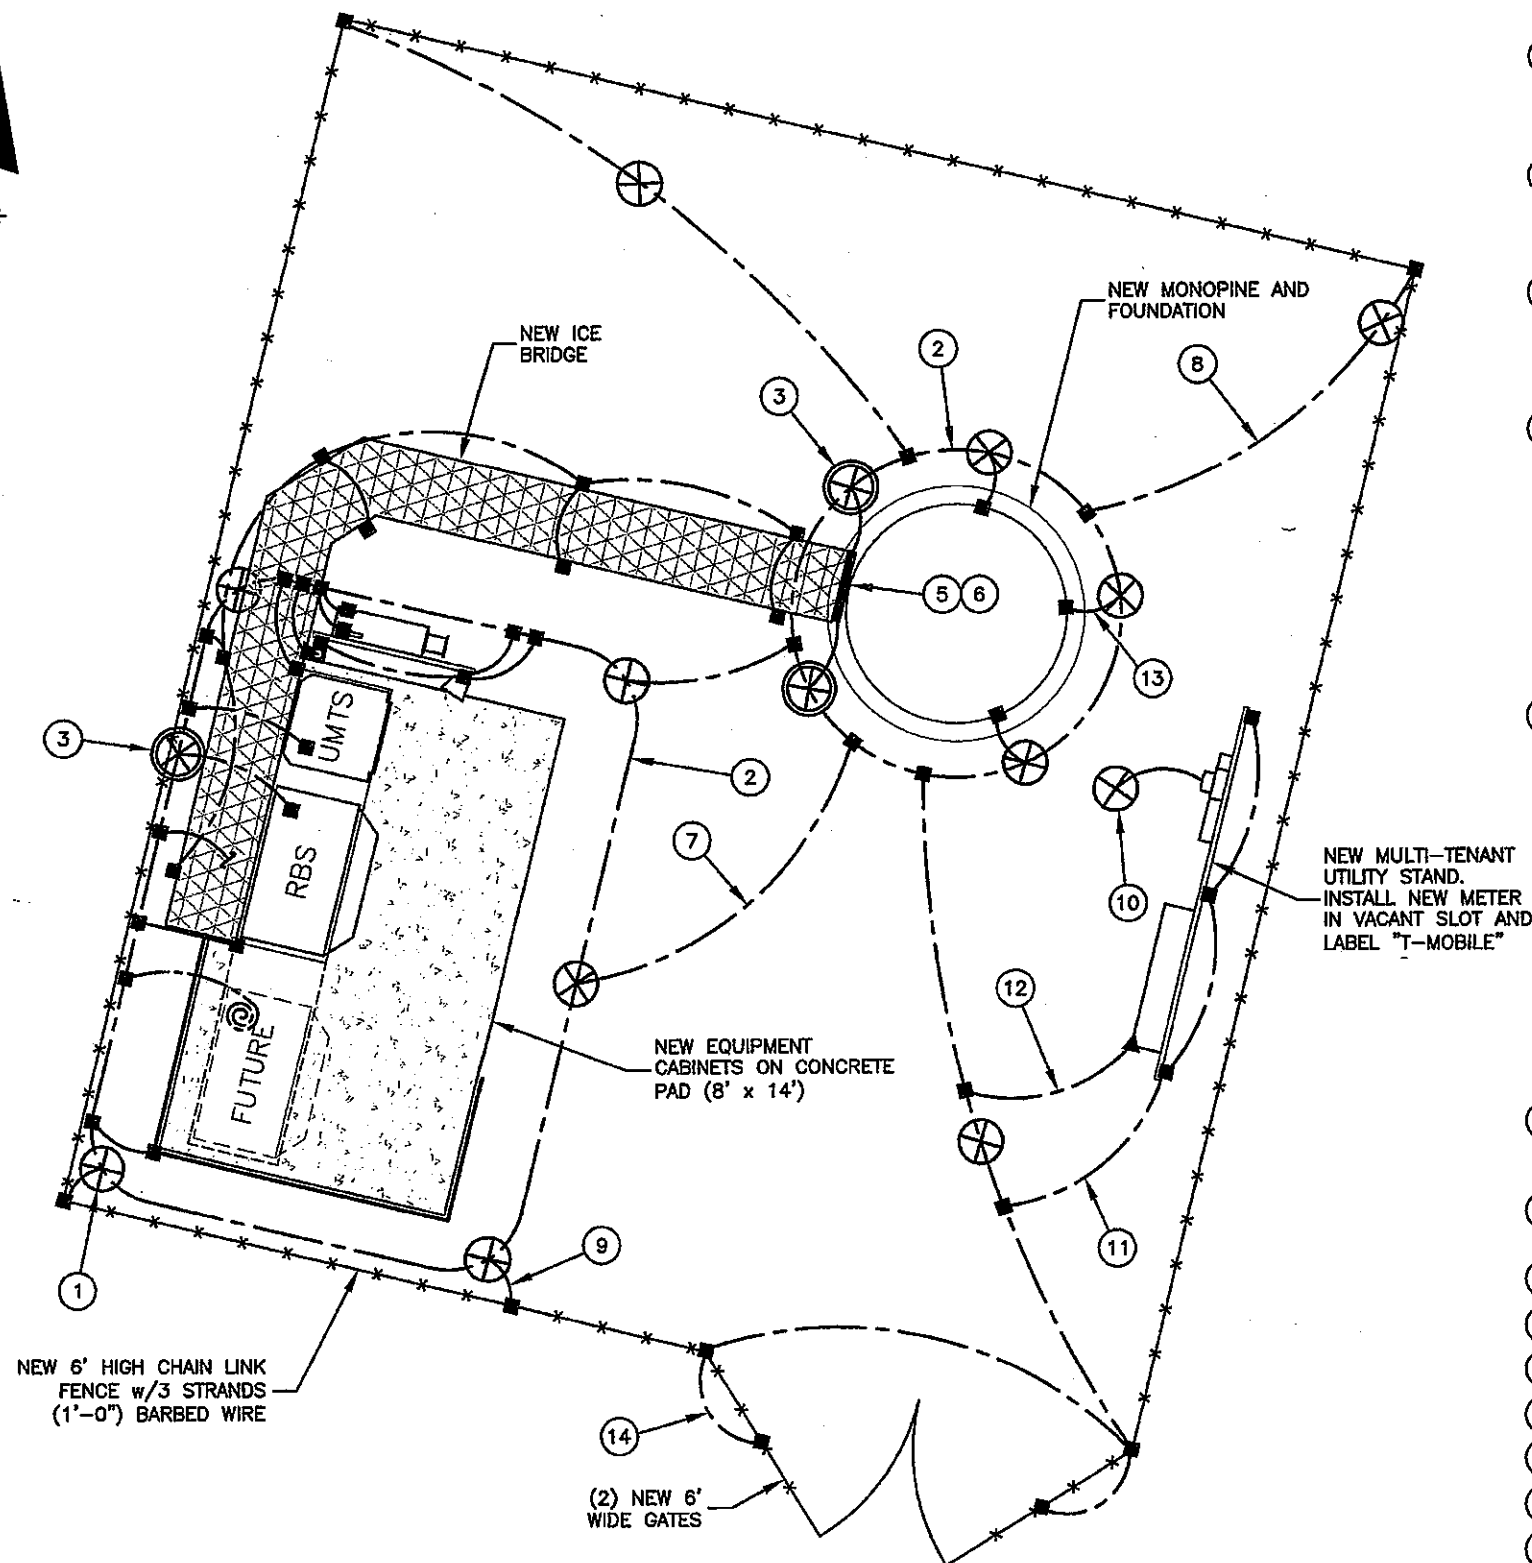 NEW MONOPINE AND
FOUNDATION
NEW ICE
BRIDGE
2
8
3
5 6
13
UMTS
3
2
RBS
7
10
NEW MULTI-TENANT
UTILITY STAND.
INSTALL NEW METER
IN VACANT SLOT AND
LABEL "T-MOBILE"
12
NEW EQUIPMENT
CABINETS ON CONCRETE
PAD (8' x 14')
FUTURE
9
11
1
NEW 6' HIGH CHAIN LINK
FENCE w/3 STRANDS
(1'-0") BARBED WIRE
14
(2) NEW 6'
WIDE GATES